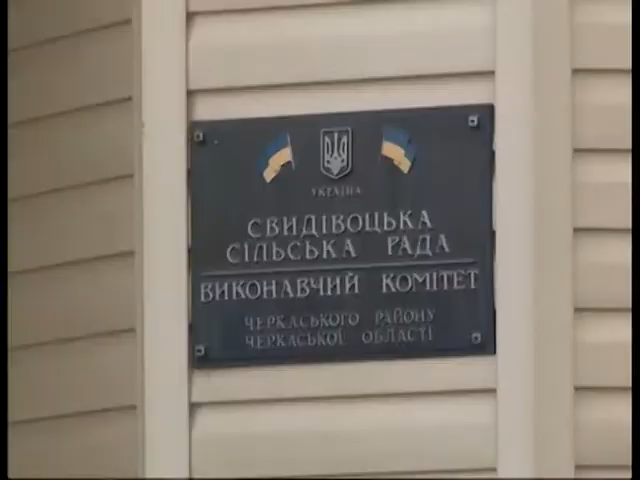 УКРАЇНА
СВИДІВОЦЬКА
СІЛЬСЬКА РАДА
ВИКОНАВЧИЙ КОМІТЕТ
ЧЕРКАСЬКОГО РАЙОНУ
ЧЕРКАСЬКОЇ ОБЛАСТІ